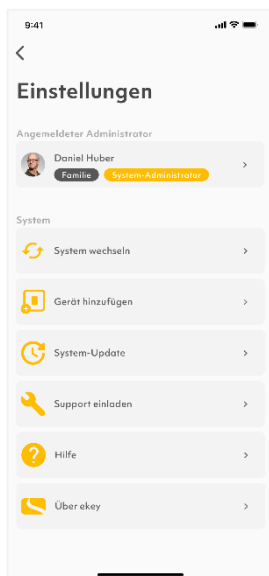 9:41
Einstellungen
Angemeldeter Administrator
Daniel Huber
Familie System-Administrator
System
System wechseln
Gerät hinzufügen
System-Update
Support einladen
Hilfe
Über ekey